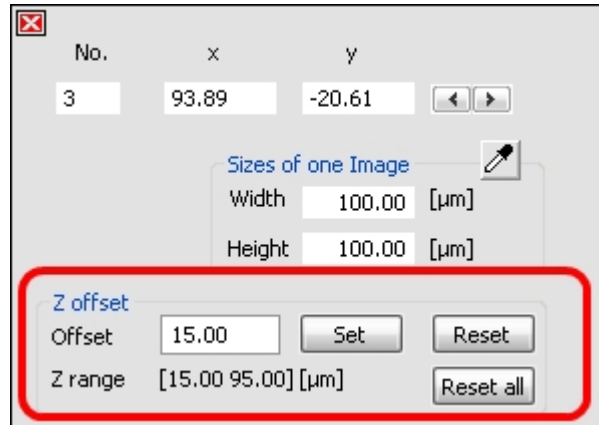 No. x y
3 93.89 -20.61
Sizes of one Image
Width 100.00 [µm]
Height 100.00 [µm]
Z offset
Offset 15.00 Set Reset
Z range [15.00 95.00] [µm] Reset all